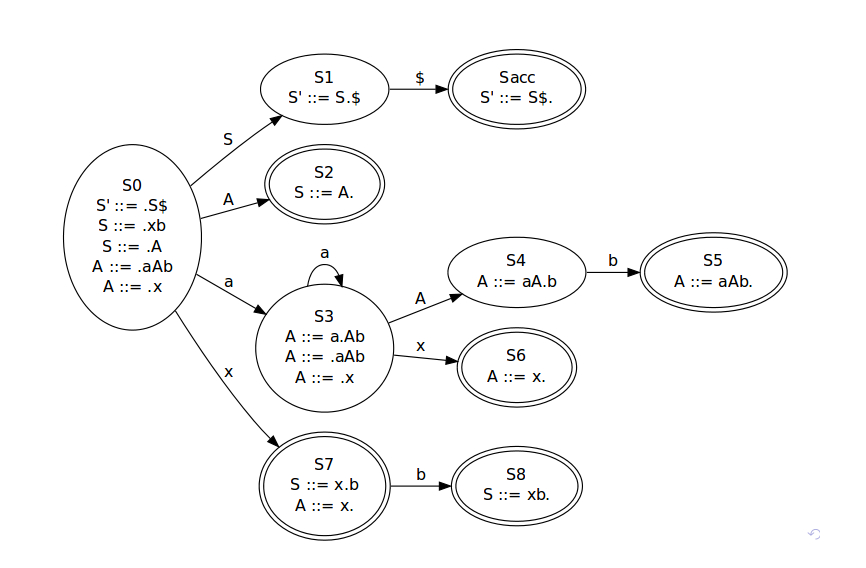 S1
S' ::= S.$
$
Sacc
S' ::= S$.
S
S2
S ::= A.
A
S0
S' ::= .S$
S ::= .xb
S ::= .A
A ::= .aAb
A ::= .x
a
a
S3
A ::= a.Ab
A ::= .aAb
A ::= .x
A
S4
A ::= aA.b
b
S5
A ::= aAb.
x
S6
A ::= x.
x
S7
S ::= x.b
A ::= x.
b
S8
S ::= xb.